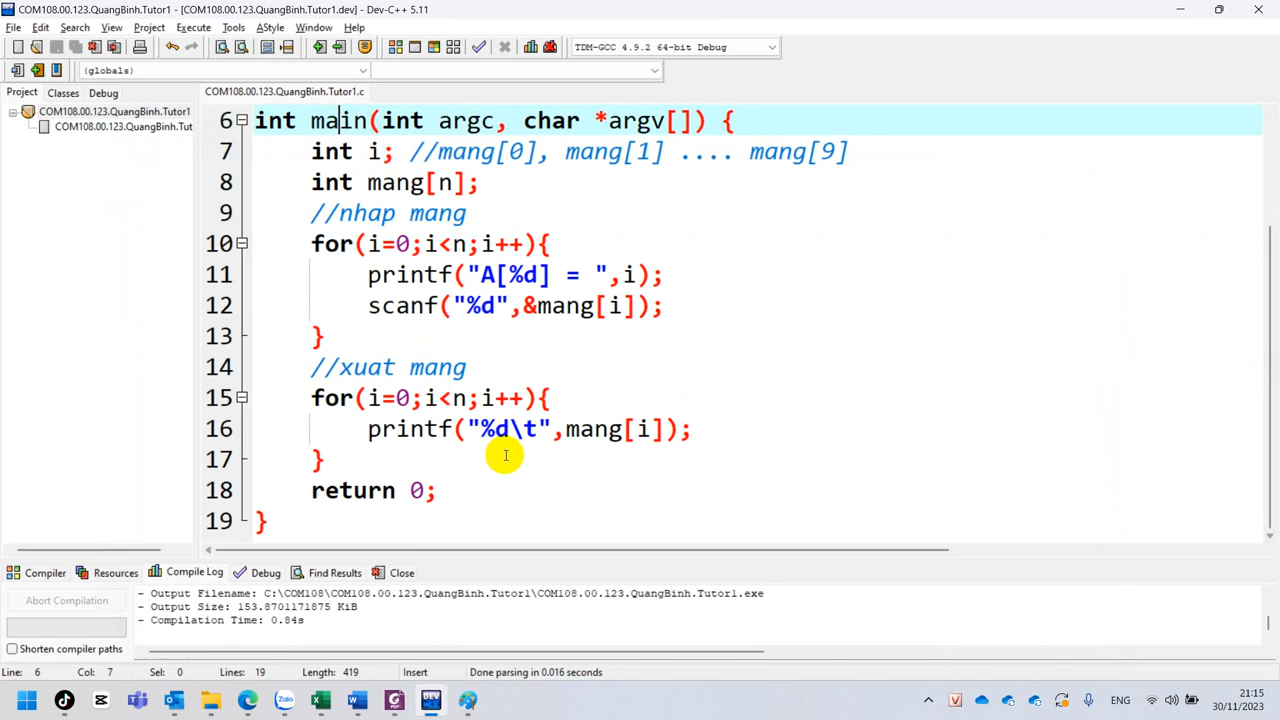 COM108.00.123.QuangBinh.Tutor1 - [COM108.00.123.QuangBinh.Tutor1.dev] - Dev-C++ 5.11
File Edit Search View Project Execute Tools AStyle Window Help
TDM-GCC 4.9.2 64-bit Debug
(globals)
Project Classes Debug
COM108.00.123.QuangBinh.Tutor1.c
COM108.00.123.QuangBinh.Tutor1
COM108.00.123.QuangBinh.Tut
6 int main(int argc, char *argv[]) {
7 int i; //mang[0], mang[1] .... mang[9]
8 int mang[n];
9 //nhap mang
10 for(i=0;i<n;i++){
11 printf("A[%d] = ",i);
12 scanf("%d",&mang[i]);
13 }
14 //xuat mang
15 for(i=0;i<n;i++){
16 printf("%d\t",mang[i]);
17 }
18 return 0;
19 }
Compiler Resources Compile Log Debug Find Results Close
Abort Compilation
Shorten compiler paths
- Output Filename: C:\COM108\COM108.00.123.QuangBinh.Tutor1\COM108.00.123.QuangBinh.Tutor1.exe
- Output Size: 153.8701171875 KiB
- Compilation Time: 0.84s
Line: 6 Col: 7 Sel: 0 Lines: 19 Length: 419 Insert Done parsing in 0.016 seconds
ENG
21:15
30/11/2023